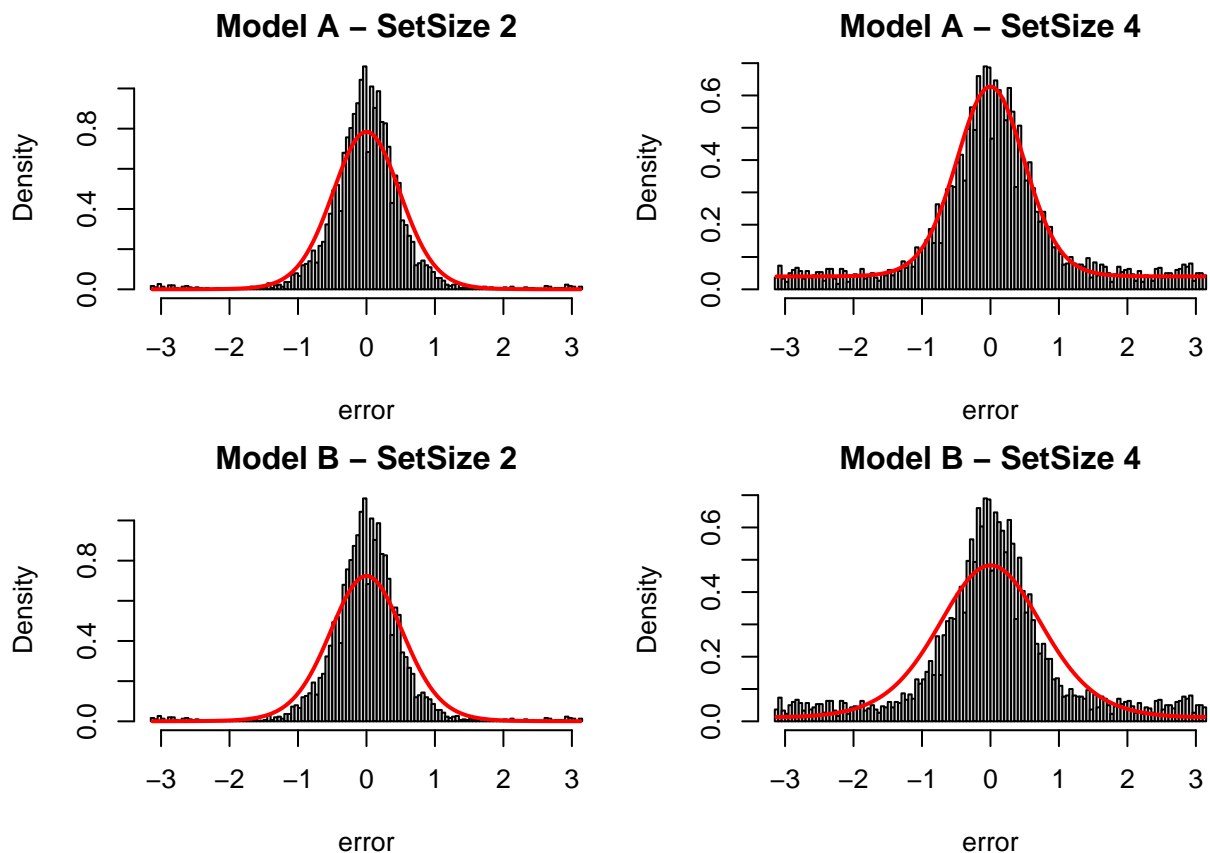 Model A – SetSize 2
Density
0.0 0.4 0.8
−3 −2 −1 0 1 2 3
error
Model A – SetSize 4
Density
0.0 0.2 0.4 0.6
−3 −2 −1 0 1 2 3
error
Model B – SetSize 2
Density
0.0 0.4 0.8
−3 −2 −1 0 1 2 3
error
Model B – SetSize 4
Density
0.0 0.2 0.4 0.6
−3 −2 −1 0 1 2 3
error